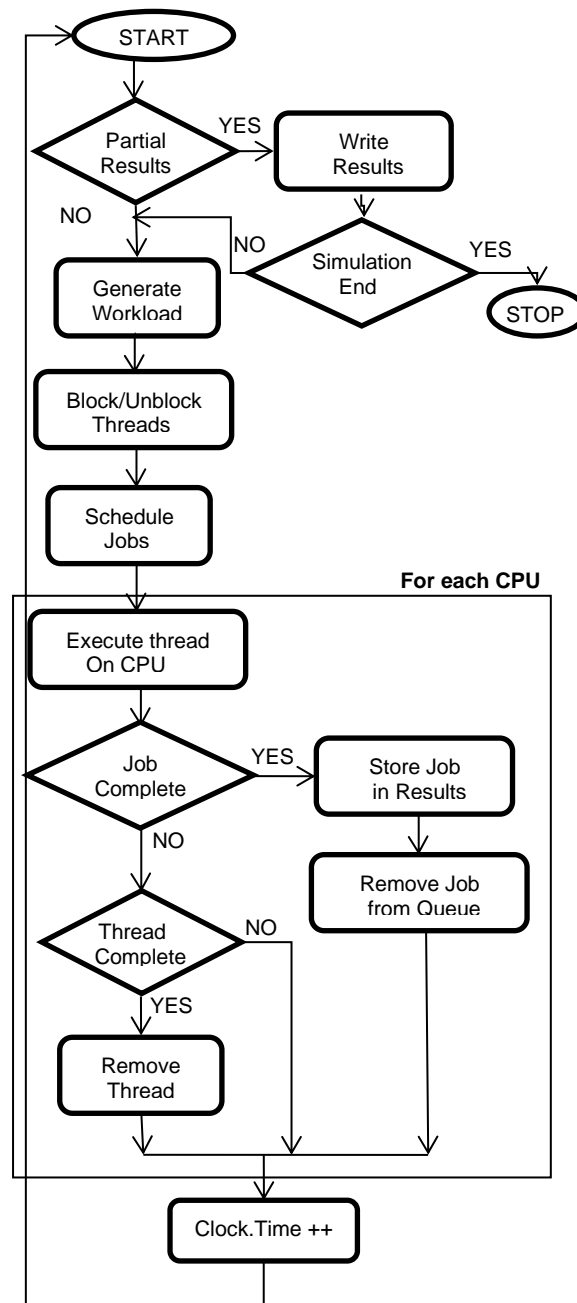 START
Partial
Results
YES
Write
Results
NO
NO
Simulation
End
YES
STOP
Generate
Workload
Block/Unblock
Threads
Schedule
Jobs
For each CPU
Execute thread
On CPU
Job
Complete
YES
Store Job
in Results
NO
Remove Job
from Queue
Thread
Complete
NO
YES
Remove
Thread
Clock.Time ++